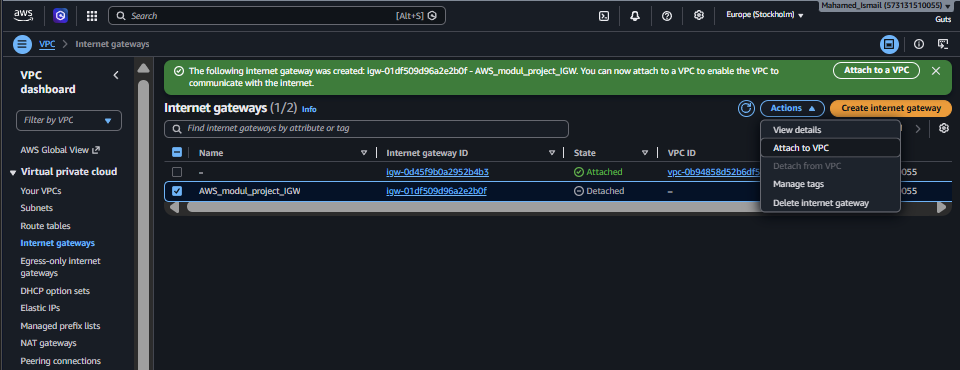 aws
Search
[Alt+S]
Europe (Stockholm)
Mahamed_Ismail (573131510055)
Guts
VPC
Internet gateways
VPC dashboard
Filter by VPC
AWS Global View
Virtual private cloud
Your VPCs
Subnets
Route tables
Internet gateways
Egress-only internet gateways
DHCP option sets
Elastic IPs
Managed prefix lists
NAT gateways
Peering connections
The following internet gateway was created: igw-01df509d96a2e2b0f - AWS_modul_project_IGW. You can now attach to a VPC to enable the VPC to
communicate with the internet.
Attach to a VPC
Internet gateways (1/2) Info
Actions
Create internet gateway
Find internet gateways by attribute or tag
View details
Attach to VPC
Detach from VPC
Manage tags
Delete internet gateway
Name Internet gateway ID State VPC ID
– igw-0d45f9b0a2952b4b3 Attached vpc-0b94858d52b6df5 055
AWS_modul_project_IGW igw-01df509d96a2e2b0f Detached – 055